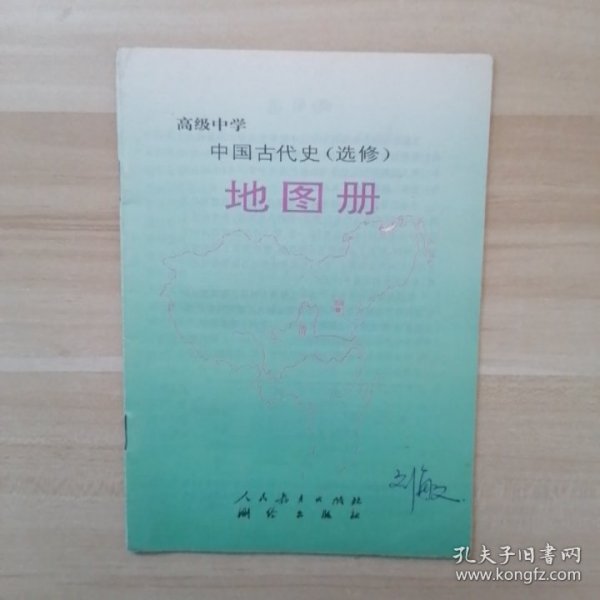 高级中学
中国古代史（选修）
地图册
人民教育出版社
测绘出版社
孔夫子旧书网
www.kongfz.com